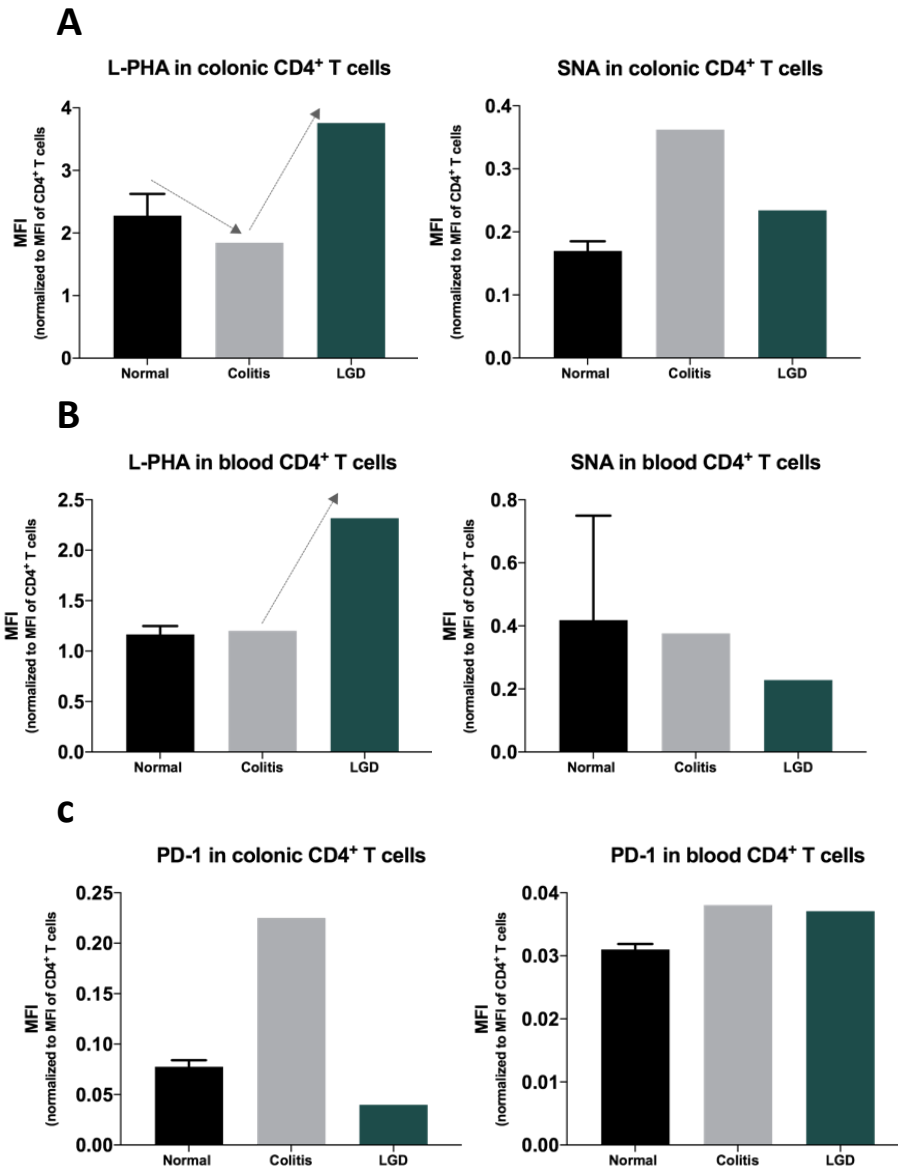 A
L-PHA in colonic CD4⁺ T cells
MFI
(normalized to MFI of CD4⁺ T cells
4
3
2
1
0
Normal Colitis LGD
SNA in colonic CD4⁺ T cells
MFI
(normalized to MFI of CD4⁺ T cells
0.4
0.3
0.2
0.1
0.0
Normal Colitis LGD
B
L-PHA in blood CD4⁺ T cells
MFI
(normalized to MFI of CD4⁺ T cells
2.5
2.0
1.5
1.0
0.5
0.0
Normal Colitis LGD
SNA in blood CD4⁺ T cells
MFI
(normalized to MFI of CD4⁺ T cells
0.8
0.6
0.4
0.2
0.0
Normal Colitis LGD
c
PD-1 in colonic CD4⁺ T cells
MFI
(normalized to MFI of CD4⁺ T cells
0.25
0.20
0.15
0.10
0.05
0.00
Normal Colitis LGD
PD-1 in blood CD4⁺ T cells
MFI
(normalized to MFI of CD4⁺ T cells
0.04
0.03
0.02
0.01
0.00
Normal Colitis LGD